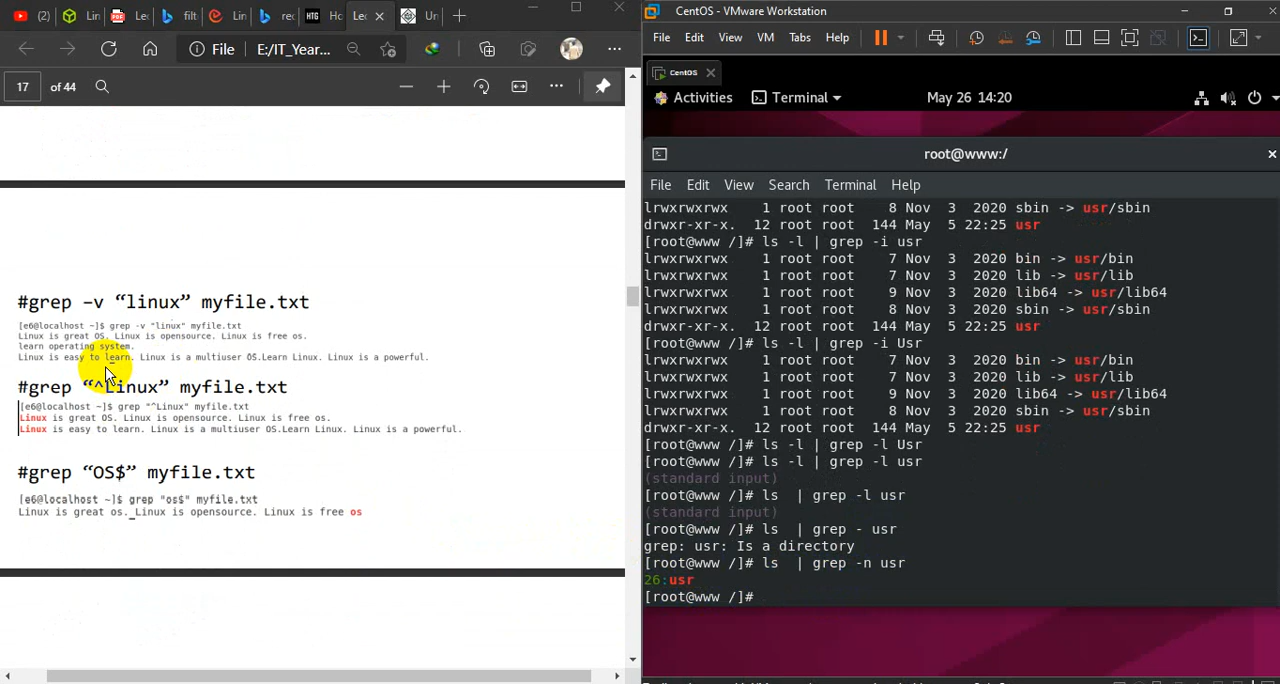 (2) Lin Le filt Lin rec Ho Le Un
File E:/IT_Year...
17 of 44
#grep –v “linux” myfile.txt
[e6@localhost ~]$ grep -v "linux" myfile.txt
Linux is great OS. Linux is opensource. Linux is free os.
learn operating system.
Linux is easy to learn. Linux is a multiuser OS.Learn Linux. Linux is a powerful.
#grep “^Linux” myfile.txt
[e6@localhost ~]$ grep "^Linux" myfile.txt
Linux is great OS. Linux is opensource. Linux is free os.
Linux is easy to learn. Linux is a multiuser OS.Learn Linux. Linux is a powerful.
#grep “OS$” myfile.txt
[e6@localhost ~]$ grep "os$" myfile.txt
Linux is great os._Linux is opensource. Linux is free os
CentOS - VMware Workstation
File Edit View VM Tabs Help
CentOS
Activities Terminal May 26 14:20
root@www:/
File Edit View Search Terminal Help
lrwxrwxrwx 1 root root 8 Nov 3 2020 sbin -> usr/sbin
drwxr-xr-x. 12 root root 144 May 5 22:25 usr
[root@www /]# ls -l | grep -i usr
lrwxrwxrwx 1 root root 7 Nov 3 2020 bin -> usr/bin
lrwxrwxrwx 1 root root 7 Nov 3 2020 lib -> usr/lib
lrwxrwxrwx 1 root root 9 Nov 3 2020 lib64 -> usr/lib64
lrwxrwxrwx 1 root root 8 Nov 3 2020 sbin -> usr/sbin
drwxr-xr-x. 12 root root 144 May 5 22:25 usr
[root@www /]# ls -l | grep -i Usr
lrwxrwxrwx 1 root root 7 Nov 3 2020 bin -> usr/bin
lrwxrwxrwx 1 root root 7 Nov 3 2020 lib -> usr/lib
lrwxrwxrwx 1 root root 9 Nov 3 2020 lib64 -> usr/lib64
lrwxrwxrwx 1 root root 8 Nov 3 2020 sbin -> usr/sbin
drwxr-xr-x. 12 root root 144 May 5 22:25 usr
[root@www /]# ls -l | grep -l Usr
[root@www /]# ls -l | grep -l usr
(standard input)
[root@www /]# ls | grep -l usr
(standard input)
[root@www /]# ls | grep - usr
grep: usr: Is a directory
[root@www /]# ls | grep -n usr
26:usr
[root@www /]#